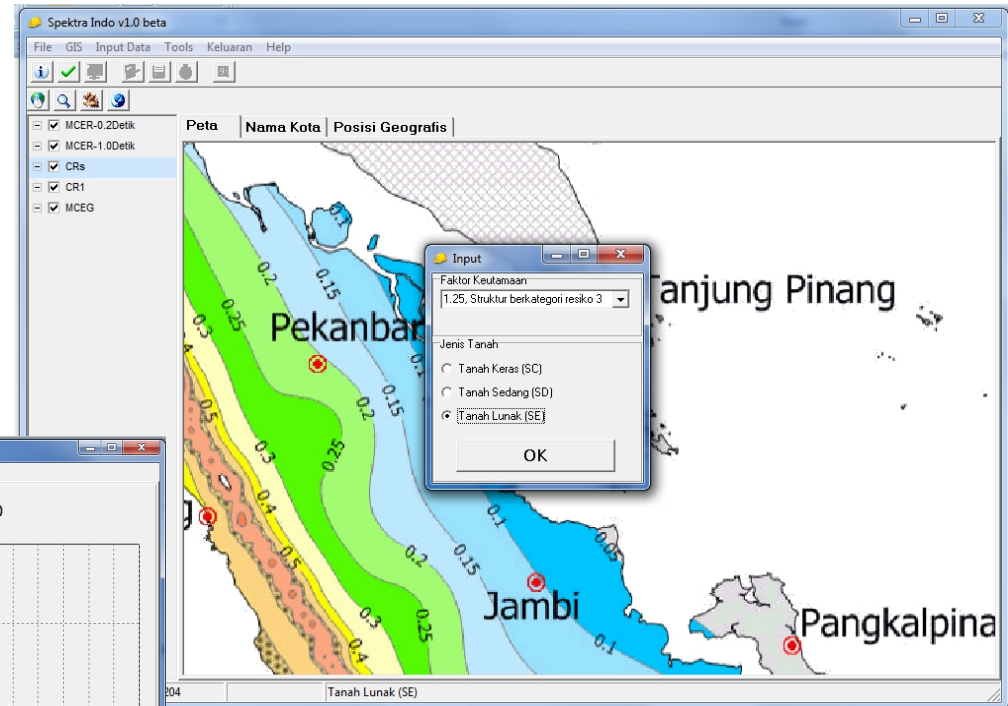 Spektra Indo v1.0 beta
File GIS Input Data Tools Keluaran Help
MCER-0.2Detik
MCER-1.0Detik
CRs
CR1
MCEG
Peta Nama Kota Posisi Geografis
0.1
0.2
0.15
0.25
0.3
Pekanbar
anjung Pinang
0.1
0.2
0.15
0.5
0.3
0.25
0.4
0.5
0.1
0.05
0.2
0.15
Jambi
0.3
0.25
0.4
0.1
Pangkalpina
Input
Faktor Keutamaan
1.25, Struktur berkategori resiko 3
Jenis Tanah
Tanah Keras (SC)
Tanah Sedang (SD)
Tanah Lunak (SE)
OK
204
Tanah Lunak (SE)